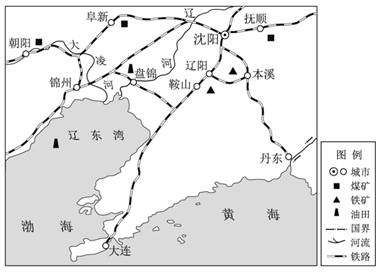 阜新
辽
抚顺
沈阳
朝阳
大
凌
河
河
辽阳
盘锦
锦州
鞍山
本溪
辽东湾
丹东
渤海
黄海
大连
图例
城市
煤矿
铁矿
油田
国界
河流
铁路